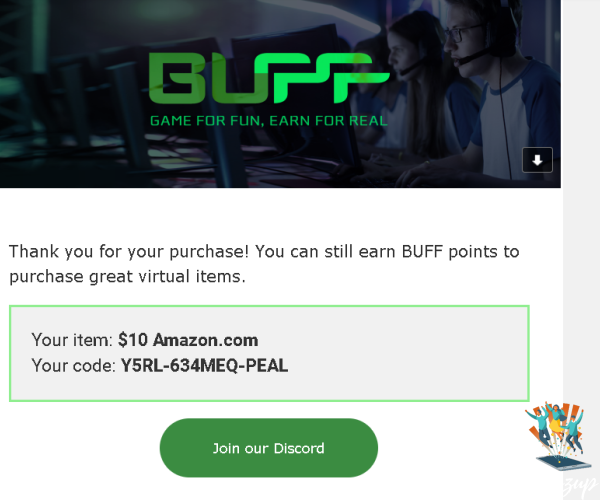 BUFF
GAME FOR FUN, EARN FOR REAL
Thank you for your purchase! You can still earn BUFF points to
purchase great virtual items.
Your item: $10 Amazon.com
Your code: Y5RL-634MEQ-PEAL
Join our Discord
zup